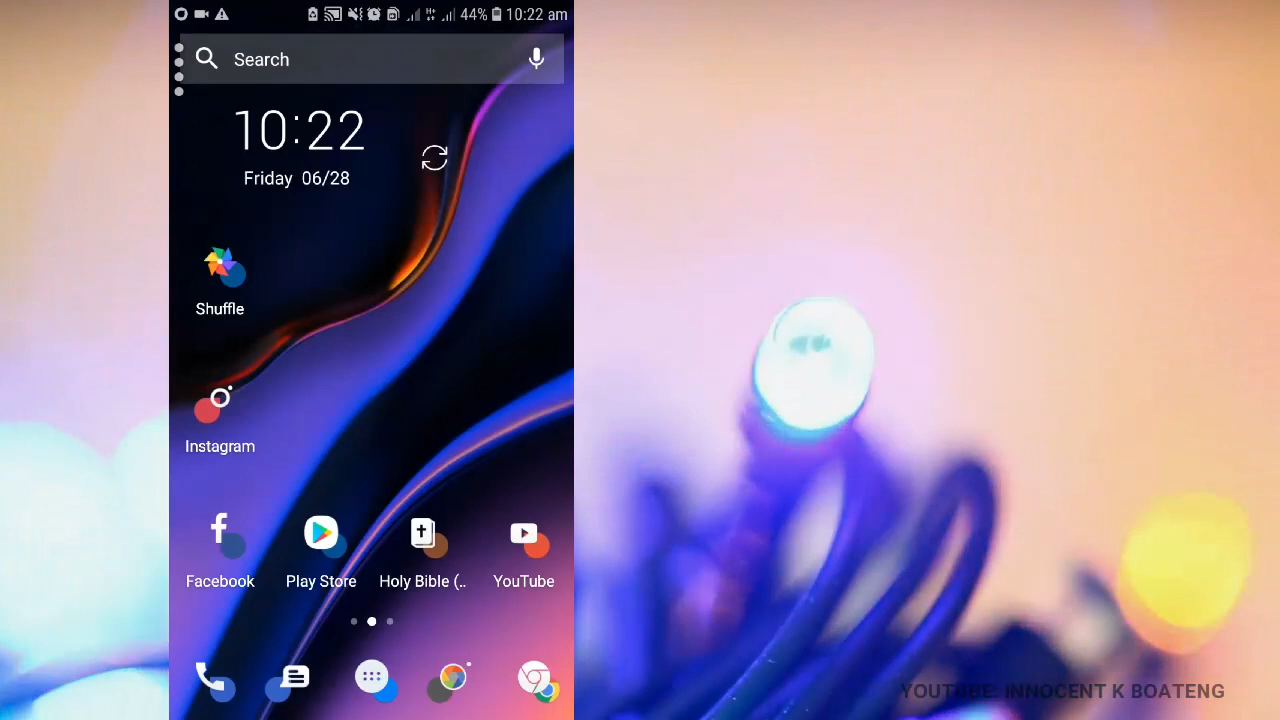 44% 10:22 am
Search
10:22
Friday 06/28
Shuffle
Instagram
Facebook Play Store Holy Bible (.. YouTube
YOUTUBE: INNOCENT K BOATENG